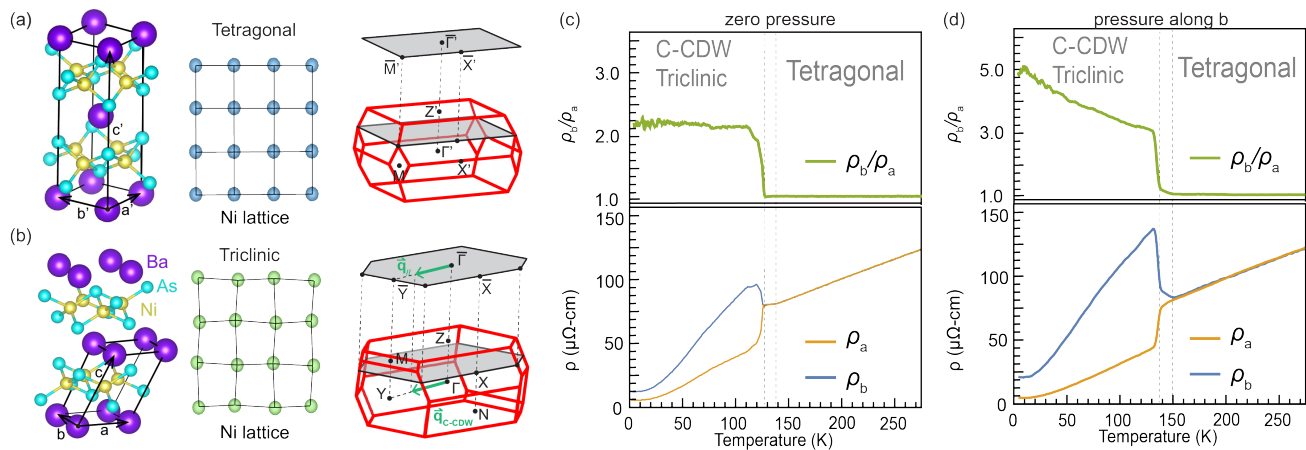 (a)
Tetragonal
c'
b'
a'
Ni lattice
Γ̅'
M̅'
X̅'
Z'
Γ'
M'
X'
(b)
Ba
As
Ni
c
b
a
Triclinic
Ni lattice
q⃗//
Γ̅
Y̅
X̅
Z
M
Γ
X
Y
N
q⃗C-CDW
(c)
zero pressure
C-CDW
Triclinic
Tetragonal
3.0
2.0
1.0
ρb/ρa
ρb/ρa
150
100
50
0
ρ (μΩ-cm)
ρa
ρb
0 50 100 150 200 250
Temperature (K)
(d)
pressure along b
C-CDW
Triclinic
Tetragonal
5.0
3.0
1.0
ρb/ρa
ρb/ρa
150
100
50
0
ρ (μΩ-cm)
ρa
ρb
0 50 100 150 200 250
Temperature (K)